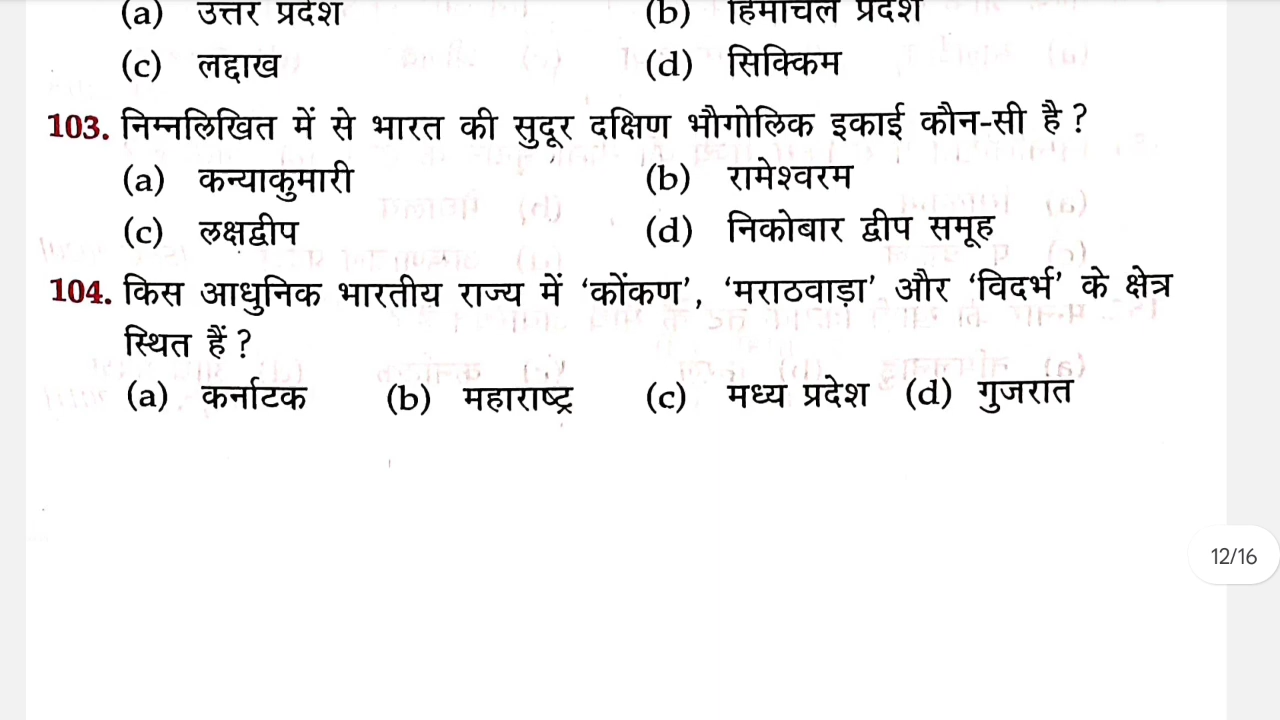 (a) उत्तर प्रदेश (b) हिमाचल प्रदेश
(c) लद्दाख (d) सिक्किम
103. निम्नलिखित में से भारत की सुदूर दक्षिण भौगोलिक इकाई कौन-सी है ?
(a) कन्याकुमारी (b) रामेश्वरम
(c) लक्षद्वीप (d) निकोबार द्वीप समूह
104. किस आधुनिक भारतीय राज्य में ‘कोंकण’, ‘मराठवाड़ा’ और ‘विदर्भ’ के क्षेत्र
स्थित हैं ?
(a) कर्नाटक (b) महाराष्ट्र (c) मध्य प्रदेश (d) गुजरात
12/16